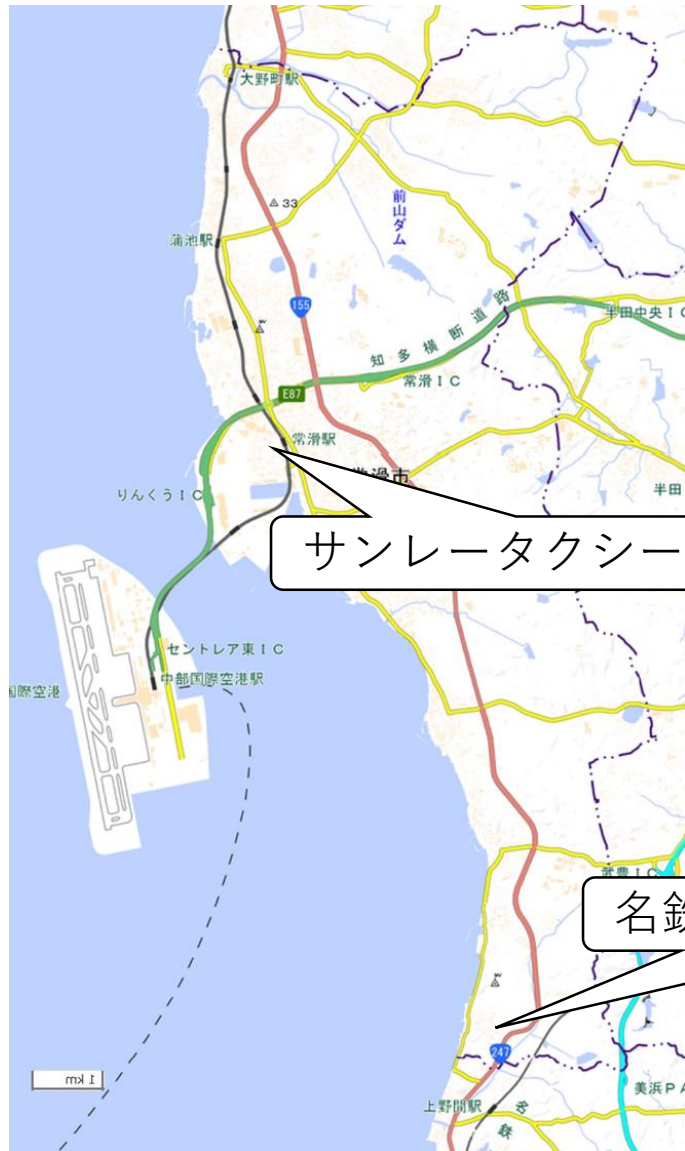 大野町駅
33
前山ダム
蒲池駅
155
知多横断道路
半田中央IC
常滑IC
E87
常滑駅
常滑市
りんくうIC
半田
サンレータクシー
セントレア東IC
中部国際空港駅
国際空港
武豊IC
名鉄
247
1 km
美浜PA
上野間駅
名鉄